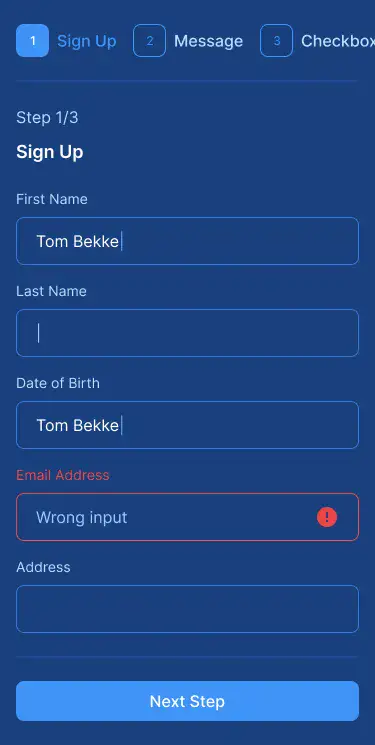 1 Sign Up 2 Message 3 Checkbox
Step 1/3
Sign Up
First Name
Tom Bekke
Last Name
Date of Birth
Tom Bekke
Email Address
Wrong input
!
Address
Next Step